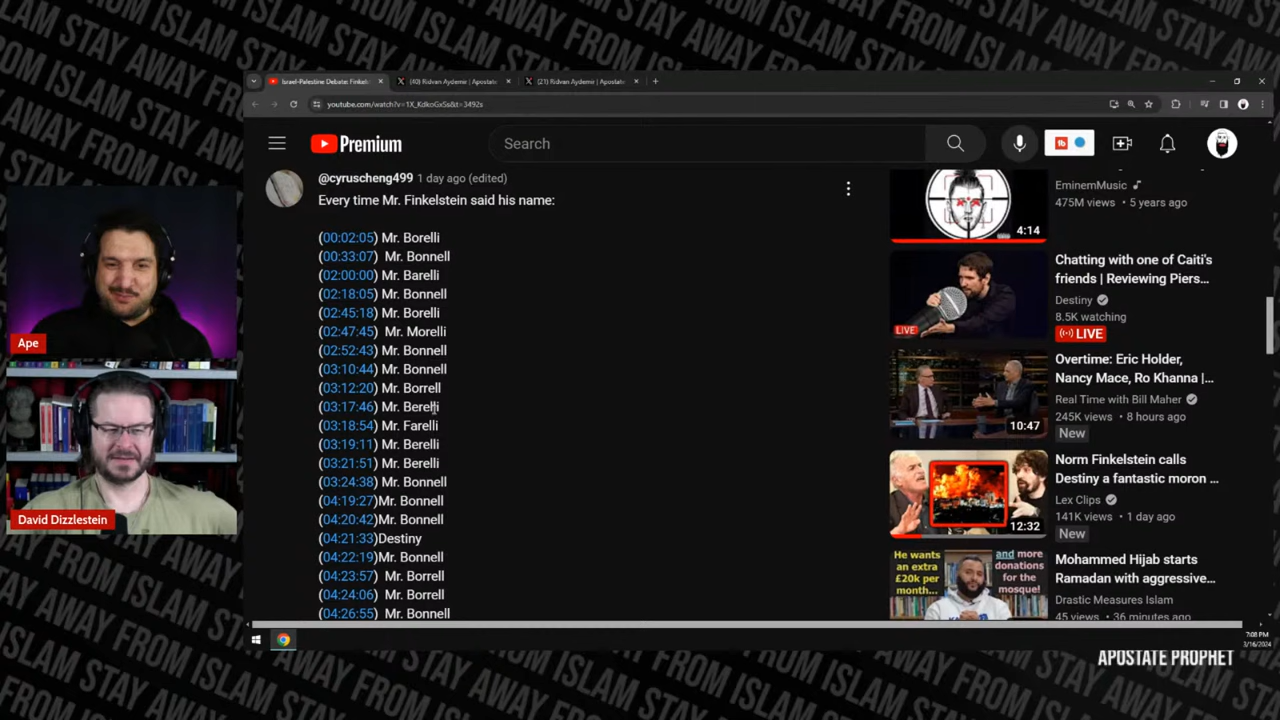 STAY AWAY FROM ISLAM
Israel-Palestine Debate: Finkel
(40) Ridvan Aydemir | Apostate
(21) Ridvan Aydemir | Apostate
youtube.com/watch?v=1X_KdkoGxSs&t=3492s
Premium
Search
@cyruscheng499 1 day ago (edited)
Every time Mr. Finkelstein said his name:
(00:02:05) Mr. Borelli
(00:33:07) Mr. Bonnell
(02:00:00) Mr. Barelli
(02:18:05) Mr. Bonnell
(02:45:18) Mr. Borelli
(02:47:45) Mr. Morelli
(02:52:43) Mr. Bonnell
(03:10:44) Mr. Bonnell
(03:12:20) Mr. Borrell
(03:17:46) Mr. Berelli
(03:18:54) Mr. Farelli
(03:19:11) Mr. Berelli
(03:21:51) Mr. Berelli
(03:24:38) Mr. Bonnell
(04:19:27)Mr. Bonnell
(04:20:42)Mr. Bonnell
(04:21:33)Destiny
(04:22:19)Mr. Bonnell
(04:23:57) Mr. Borrell
(04:24:06) Mr. Borrell
(04:26:55) Mr. Bonnell
EminemMusic
475M views • 5 years ago
4:14
Chatting with one of Caiti's
friends | Reviewing Piers...
Destiny
8.5K watching
LIVE
LIVE
Overtime: Eric Holder,
Nancy Mace, Ro Khanna |...
Real Time with Bill Maher
245K views • 8 hours ago
New
10:47
Norm Finkelstein calls
Destiny a fantastic moron ...
Lex Clips
141K views • 1 day ago
New
12:32
He wants
an extra
£20k per
month...
and more
donations
for the
mosque!
Mohammed Hijab starts
Ramadan with aggressive...
Drastic Measures Islam
45 views • 36 minutes ago
Ape
David Dizzlestein
7:08 PM
3/16/2024
APOSTATE PROPHET